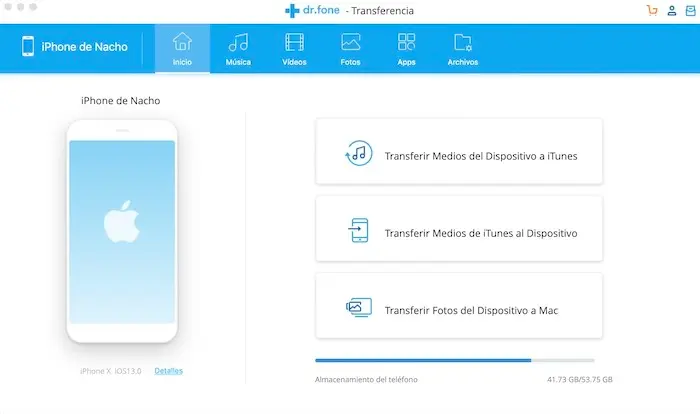 dr.fone - Transferencia
iPhone de Nacho
Inicio
Música
Vídeos
Fotos
Apps
Archivos
iPhone de Nacho
Transferir Medios del Dispositivo a iTunes
Transferir Medios de iTunes al Dispositivo
Transferir Fotos del Dispositivo a Mac
iPhone X. iOS13.0 Detalles
Almacenamiento del teléfono 41.73 GB/53.75 GB